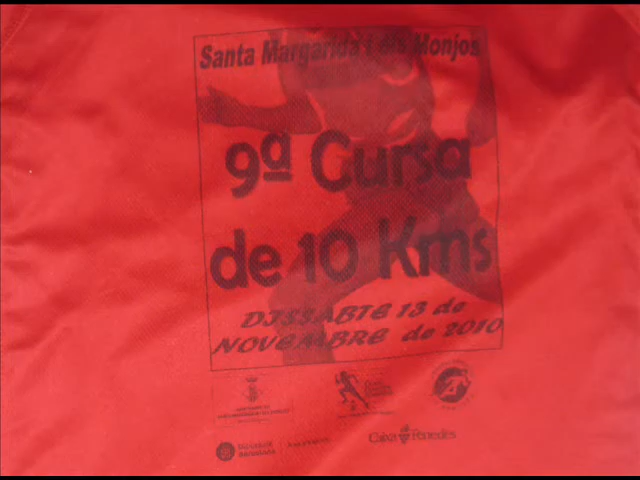 Santa Margarida i els Monjos
9ª Cursa
de 10 Kms
DISSABTE 13 de
NOVEMBRE de 2010
Caixa Penedès